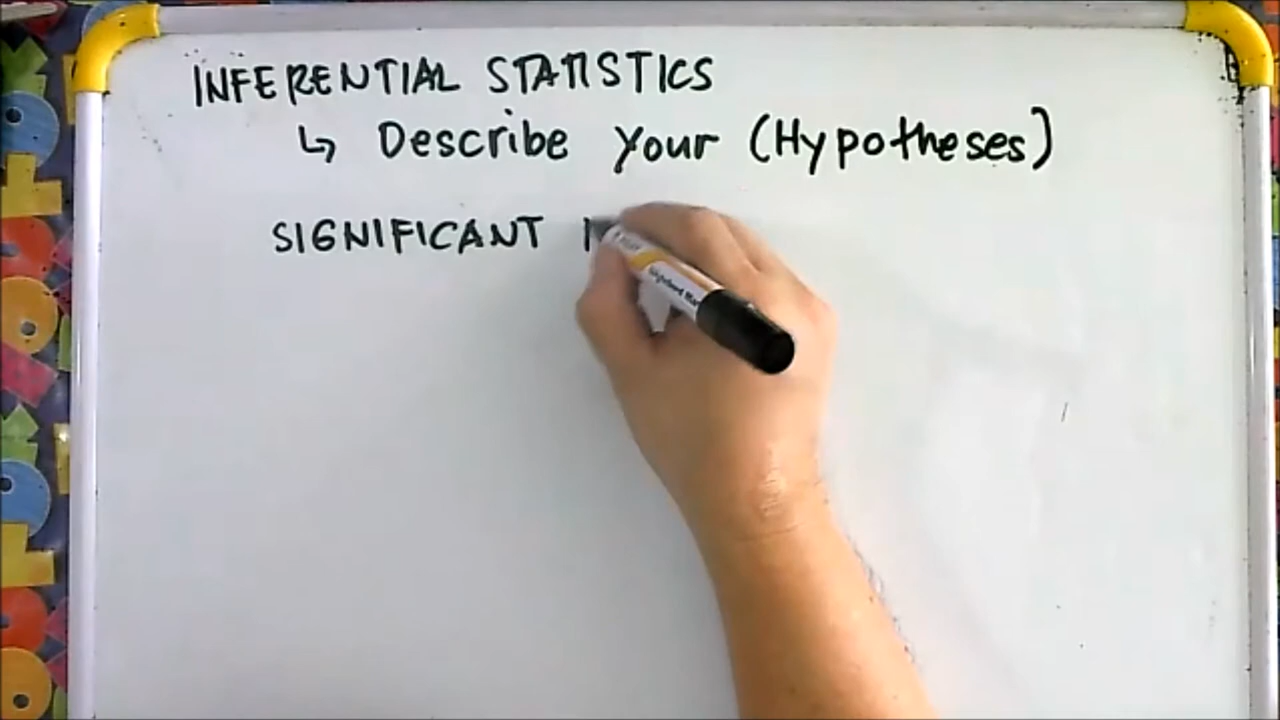 INFERENTIAL STATISTICS
↳ Describe Your (Hypotheses)
SIGNIFICANT